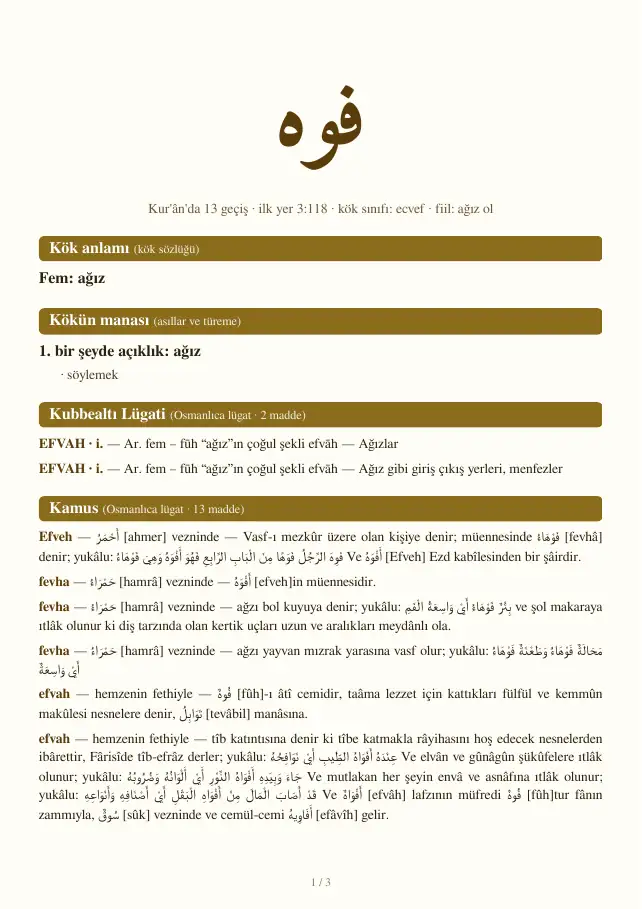 فوه
Kur'ân'da 13 geçiş · ilk yer 3:118 · kök sınıfı: ecvef · fiil: ağız ol
Kök anlamı (kök sözlüğü)
Fem: ağız
Kökün manası (asıllar ve türeme)
1. bir şeyde açıklık: ağız
· söylemek
Kubbealtı Lügati (Osmanlıca lügat · 2 madde)
EFVAH · i. — Ar. fem – fūh “ağız”ın çoğul şekli efvāh — Ağızlar
EFVAH · i. — Ar. fem – fūh “ağız”ın çoğul şekli efvāh — Ağız gibi giriş çıkış yerleri, menfezler
Kamus (Osmanlıca lügat · 13 madde)
Efveh — أَحْمَرُ [ahmer] vezninde — Vasf-ı mezkûr üzere olan kişiye denir; müennesinde فَوْهَاءُ [fevhâ]
denir; yukâlu: فَوِهَ الرَّجُلُ فَوَهًا مِنَ الْبَابِ الرَّابِعِ فَهُوَ أَفْوَهُ وَهِيَ فَوْهَاءُ Ve أَفْوَهُ [Efveh] Ezd kabîlesinden bir şâirdir.
fevha — حَمْرَاءُ [hamrâ] vezninde — أَفْوَهُ [efveh]in müennesidir.
fevha — حَمْرَاءُ [hamrâ] vezninde — ağzı bol kuyuya denir; yukâlu: بِئْرٌ فَوْهَاءُ أَيْ وَاسِعَةُ الْفَمِ ve şol makaraya
ıtlâk olunur ki diş tarzında olan kertik uçları uzun ve aralıkları meydânlı ola.
fevha — حَمْرَاءُ [hamrâ] vezninde — ağzı yayvan mızrak yarasına vasf olur; yukâlu: مَحَالَةٌ فَوْهَاءُ وَطَعْنَةٌ فَوْهَاءُ
أَيْ وَاسِعَةٌ
efvah — hemzenin fethiyle — فُوهٌ [fûh]-ı âtî cemidir, taâma lezzet için kattıkları fülfül ve kemmûn
makûlesi nesnelere denir, تَوَابِلُ [tevâbil] manâsına.
efvah — hemzenin fethiyle — tîb katıntısına denir ki tîbe katmakla râyihasını hoş edecek nesnelerden
ibârettir, Fârisîde tîb-efrâz derler; yukâlu: عِنْدَهُ أَفْوَاهُ الطِّيبِ أَيْ نَوَافِحُهُ Ve elvân ve gûnâgûn şükûfelere ıtlâk
olunur; yukâlu: جَاءَ وَبِيَدِهِ أَفْوَاهُ النَّوْرِ أَيْ أَلْوَانُهُ وَضُرُوبُهُ Ve mutlakan her şeyin envâ ve asnâfına ıtlâk olunur;
yukâlu: قَدْ أَصَابَ الْمَالَ مِنْ أَفْوَاهِ الْبَقْلِ أَيْ أَصْنَافِهِ وَأَنْوَاعِهِ Ve أَفْوَاهٌ [efvâh] lafzının müfredi فُوهٌ [fûh]tur fânın
zammıyla, سُوقٌ [sûk] vezninde ve cemül-cemi أَفَاوِيهُ [efâvîh] gelir.
1 / 3